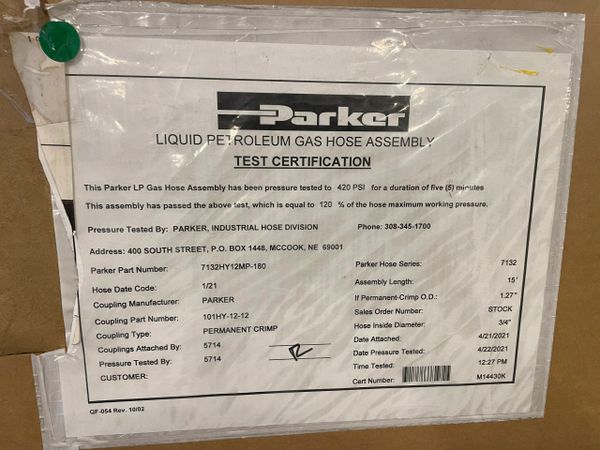 Parker
LIQUID PETROLEUM GAS HOSE ASSEMBLY
TEST CERTIFICATION
This Parker LP Gas Hose Assembly has been pressure tested to 420 PSI for a duration of five (5) minutes
This assembly has passed the above test, which is equal to 120 % of the hose maximum working pressure.
Pressure Tested By: PARKER, INDUSTRIAL HOSE DIVISION Phone: 308-345-1700
Address: 400 SOUTH STREET, P.O. BOX 1448, MCCOOK, NE 69001
Parker Part Number: 7132HY12MP-180 Parker Hose Series: 7132
Hose Date Code: 1/21 Assembly Length: 15'
Coupling Manufacturer: PARKER If Permanent-Crimp O.D.: 1.27"
Coupling Part Number: 101HY-12-12 Sales Order Number: STOCK
Coupling Type: PERMANENT CRIMP Hose Inside Diameter: 3/4"
Couplings Attached By: 5714 Date Attached: 4/21/2021
Pressure Tested By: 5714 Date Pressure Tested: 4/22/2021
Time Tested: 12:27 PM
CUSTOMER: Cert Number: M14430K
QF-054 Rev. 10/02